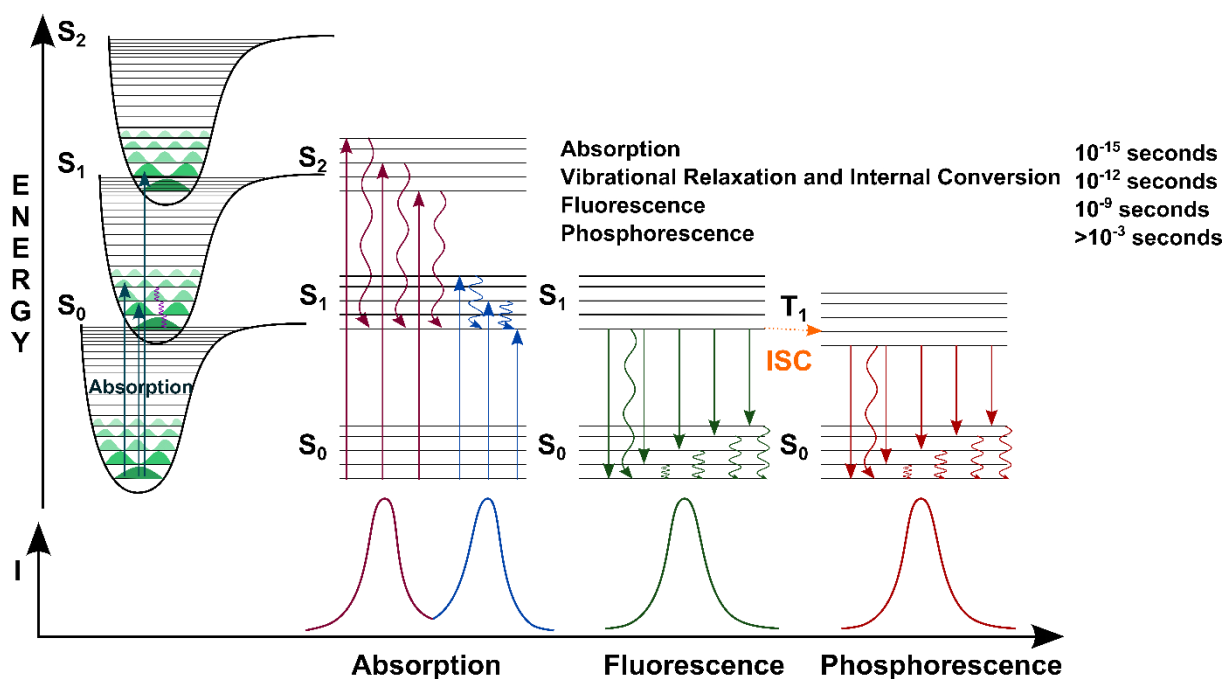 ENERGY
S₂
S₁
S₀
Absorption
S₂
S₁
S₀
Absorption 10⁻¹⁵ seconds
Vibrational Relaxation and Internal Conversion 10⁻¹² seconds
Fluorescence 10⁻⁹ seconds
Phosphorescence >10⁻³ seconds
S₁
S₀
T₁
ISC
S₀
I
Absorption
Fluorescence
Phosphorescence